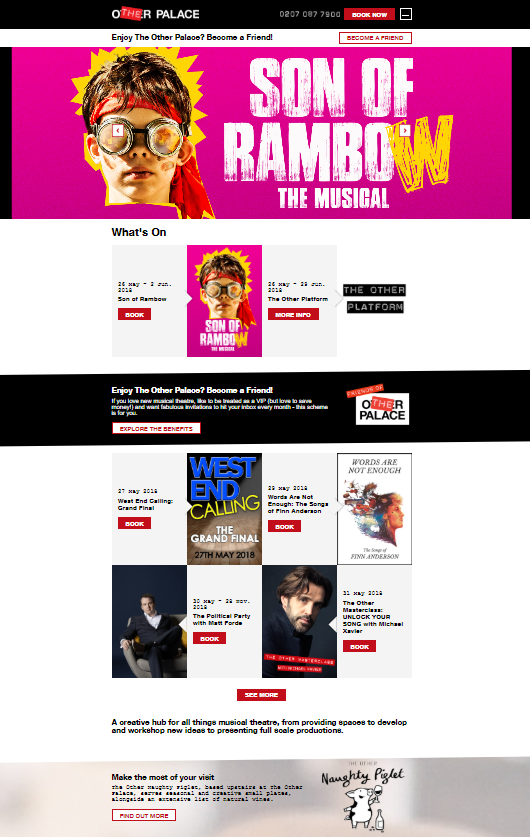 OTHER PALACE
0207 087 7900
BOOK NOW
Enjoy The Other Palace? Become a Friend!
BECOME A FRIEND
SON OF
RAMBOW
THE MUSICAL
What's On
26 May - 2 Jun.
2018
Son of Rambow
BOOK
SON OF
RAMBOW
THE MUSICAL
26 May - 29 Jun.
2018
The Other Platform
MORE INFO
THE OTHER
PLATFORM
Enjoy The Other Palace? Become a Friend!
If you love new musical theatre, like to be treated as a VIP (but love to save
money!) and want fabulous invitations to hit your inbox every month - this scheme
is for you.
EXPLORE THE BENEFITS
FRIENDS OF
OTHER
PALACE
27 May 2018
West End Calling:
Grand Final
BOOK
WEST
END
CALLING
THE
GRAND FINAL
27TH MAY 2018
29 May 2018
Words Are Not
Enough: The Songs
of Finn Anderson
BOOK
WORDS ARE
NOT ENOUGH
The Songs of
FINN ANDERSON
30 May - 28 Nov.
2018
The Political Party
with Matt Forde
BOOK
THE OTHER MASTERCLASS
WITH MICHAEL XAVIER
31 May 2018
The Other
Masterclass:
UNLOCK YOUR
SONG with Michael
Xavier
BOOK
SEE MORE
A creative hub for all things musical theatre, from providing spaces to develop
and workshop new ideas to presenting full scale productions.
Make the most of your visit
The Other Naughty Piglet, based upstairs at the Other
Palace, serves seasonal and creative small plates,
alongside an extensive list of natural wines.
FIND OUT MORE
THE OTHER
Naughty Piglet